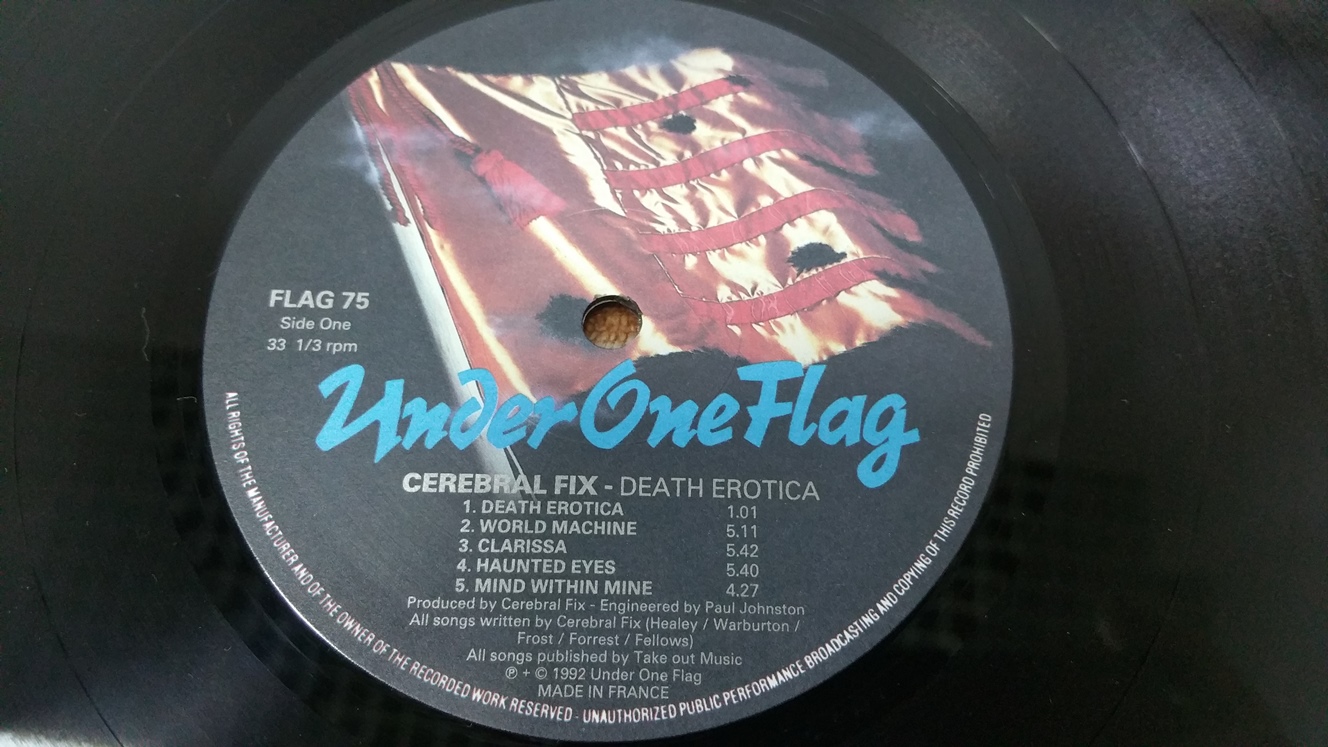 FLAG 75
Side One
33 1/3 rpm
Under One Flag
CEREBRAL FIX - DEATH EROTICA
1. DEATH EROTICA 1.01
2. WORLD MACHINE 5.11
3. CLARISSA 5.42
4. HAUNTED EYES 5.40
5. MIND WITHIN MINE 4.27
Produced by Cerebral Fix - Engineered by Paul Johnston
All songs written by Cerebral Fix (Healey / Warburton /
Frost / Forrest / Fellows)
All songs published by Take out Music
℗ + © 1992 Under One Flag
MADE IN FRANCE
ALL RIGHTS OF THE MANUFACTURER AND OF THE OWNER OF THE RECORDED WORK RESERVED - UNAUTHORIZED PUBLIC PERFORMANCE BROADCASTING AND COPYING OF THIS RECORD PROHIBITED